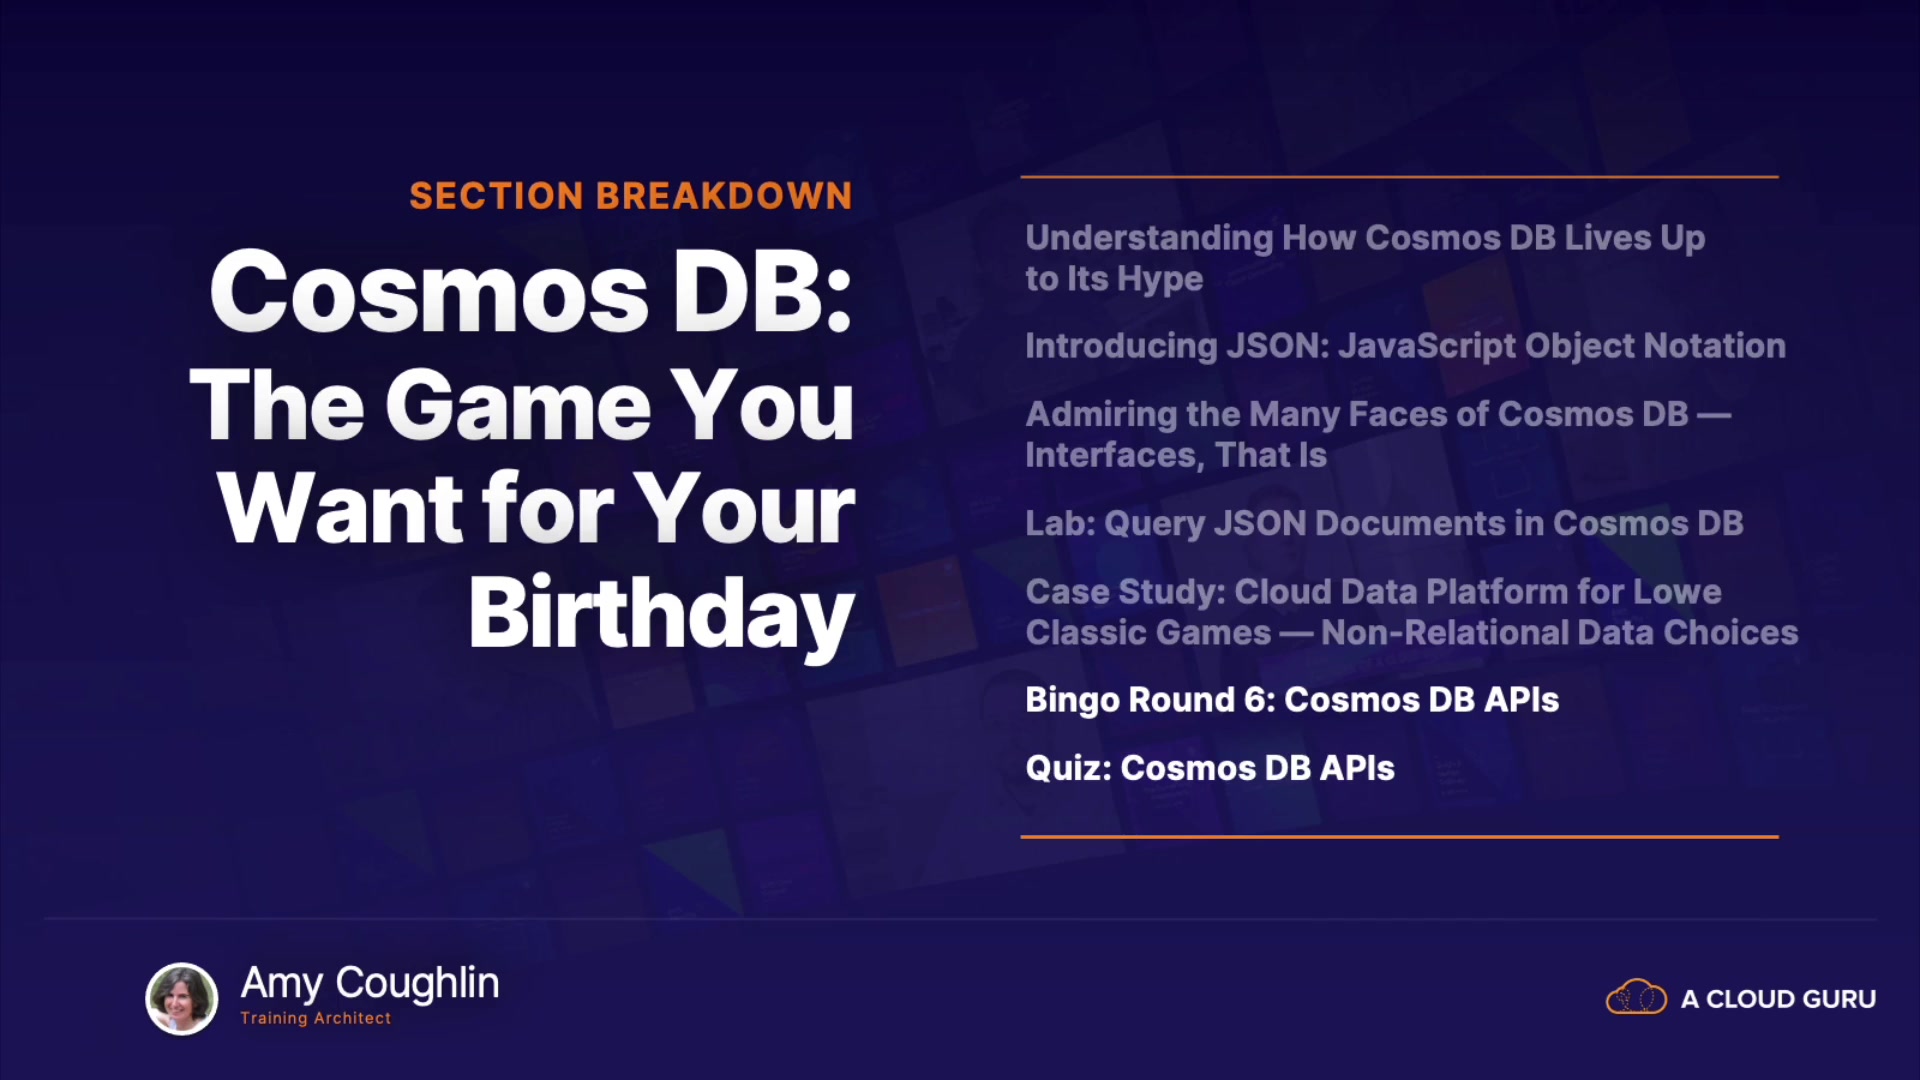 SECTION BREAKDOWN
Cosmos DB:
The Game You
Want for Your
Birthday
Understanding How Cosmos DB Lives Up
to Its Hype
Introducing JSON: JavaScript Object Notation
Admiring the Many Faces of Cosmos DB —
Interfaces, That Is
Lab: Query JSON Documents in Cosmos DB
Case Study: Cloud Data Platform for Lowe
Classic Games — Non-Relational Data Choices
Bingo Round 6: Cosmos DB APIs
Quiz: Cosmos DB APIs
Amy Coughlin
Training Architect
A CLOUD GURU